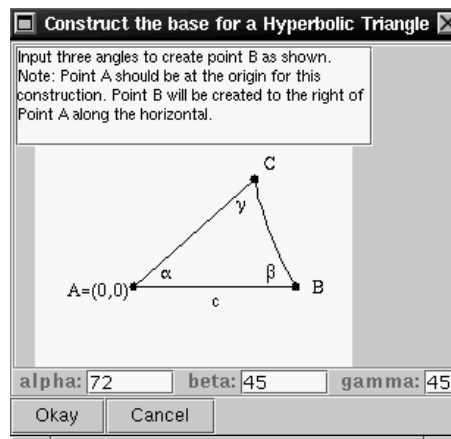 Construct the base for a Hyperbolic Triangle
Input three angles to create point B as shown.
Note: Point A should be at the origin for this
construction. Point B will be created to the right of
Point A along the horizontal.
C
γ
α
β
A=(0,0)
B
c
alpha: 72 beta: 45 gamma: 45
Okay Cancel